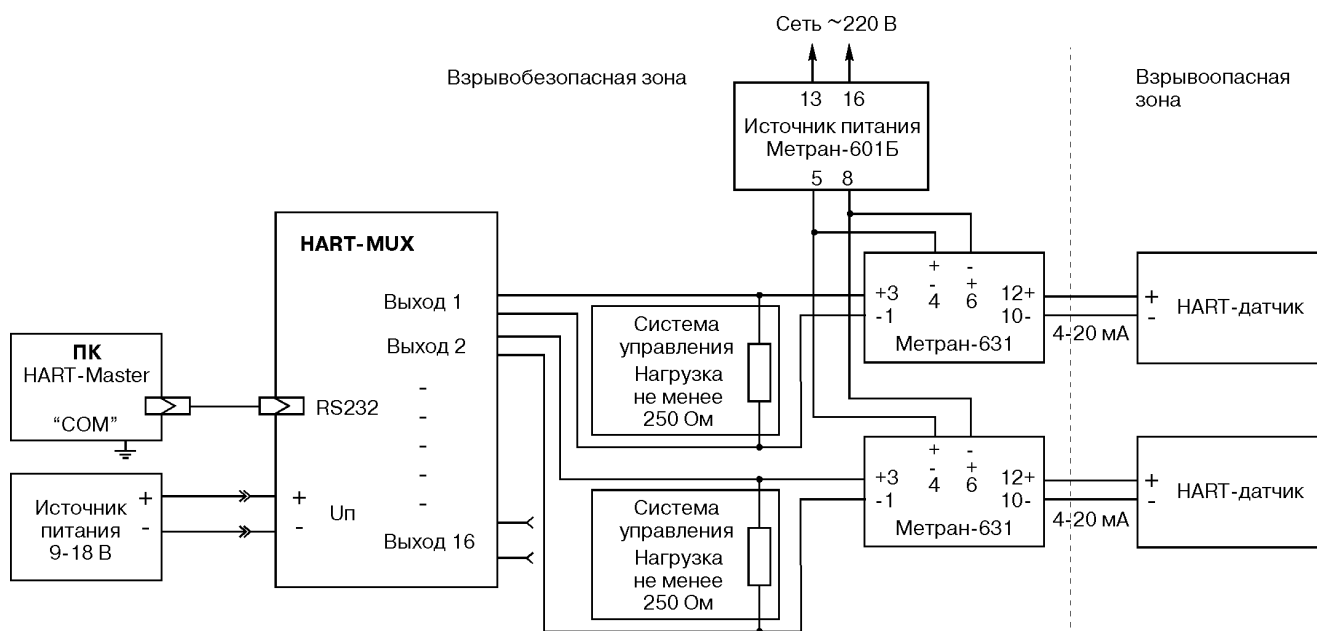 Сеть ~220 В
Взрывобезопасная зона
Взрывоопасная
зона
13 16
Источник питания
Метран-601Б
5 8
HART-MUX
Выход 1
Выход 2
-
-
-
-
-
Выход 16
RS232
+
-
Uп
ПК
HART-Master
“COM”
Источник
питания
9-18 В
+
-
Система
управления
Нагрузка
не менее
250 Ом
+ -
- +
4 6
+3
-1
12+
10-
Метран-631
4-20 мА
+
-
HART-датчик
Система
управления
Нагрузка
не менее
250 Ом
+ -
- +
4 6
+3
-1
12+
10-
Метран-631
4-20 мА
+
-
HART-датчик